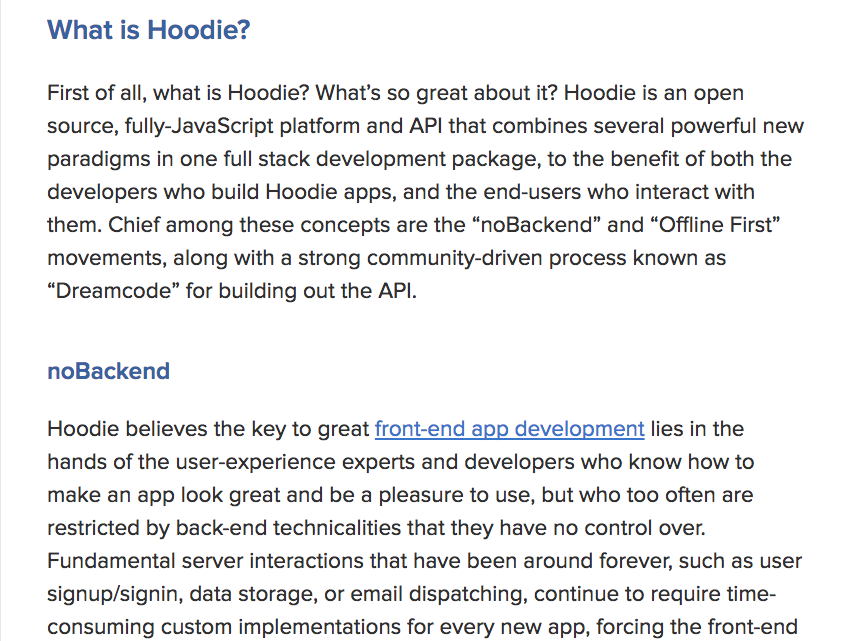 What is Hoodie?
First of all, what is Hoodie? What’s so great about it? Hoodie is an open
source, fully-JavaScript platform and API that combines several powerful new
paradigms in one full stack development package, to the benefit of both the
developers who build Hoodie apps, and the end-users who interact with
them. Chief among these concepts are the “noBackend” and “Offline First”
movements, along with a strong community-driven process known as
“Dreamcode” for building out the API.
noBackend
Hoodie believes the key to great front-end app development lies in the
hands of the user-experience experts and developers who know how to
make an app look great and be a pleasure to use, but who too often are
restricted by back-end technicalities that they have no control over.
Fundamental server interactions that have been around forever, such as user
signup/signin, data storage, or email dispatching, continue to require time-
consuming custom implementations for every new app, forcing the front-end